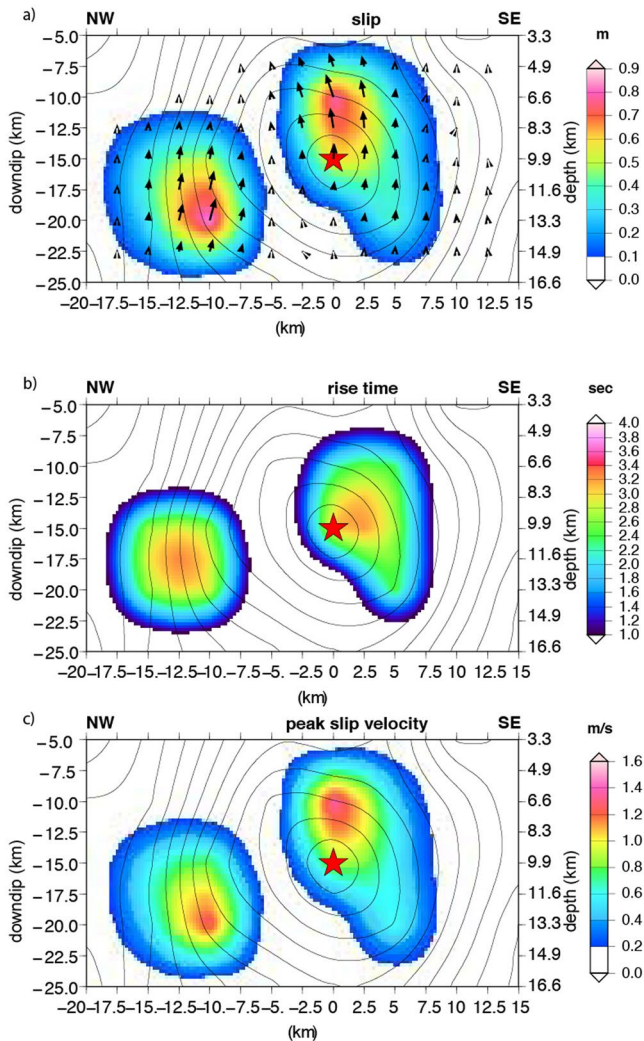 a)
NW slip SE
m
−5.0 3.3
−7.5 4.9
−10.0 6.6
−12.5 8.3
−15.0 9.9
−17.5 11.6
−20.0 13.3
−22.5 14.9
−25.0 16.6
downdip (km)
depth (km)
−20 −17.5 −15. −12.5 −10. −7.5 −5. −2.5 0 2.5 5 7.5 10 12.5 15
(km)
0.9
0.8
0.7
0.6
0.5
0.4
0.3
0.2
0.1
0.0
b)
NW rise time SE
sec
−5.0 3.3
−7.5 4.9
−10.0 6.6
−12.5 8.3
−15.0 9.9
−17.5 11.6
−20.0 13.3
−22.5 14.9
−25.0 16.6
downdip (km)
depth (km)
−20 −17.5 −15. −12.5 −10. −7.5 −5. −2.5 0 2.5 5 7.5 10 12.5 15
(km)
4.0
3.8
3.6
3.4
3.2
3.0
2.8
2.6
2.4
2.2
2.0
1.8
1.6
1.4
1.2
1.0
c)
NW peak slip velocity SE
m/s
−5.0 3.3
−7.5 4.9
−10.0 6.6
−12.5 8.3
−15.0 9.9
−17.5 11.6
−20.0 13.3
−22.5 14.9
−25.0 16.6
downdip (km)
depth (km)
−20 −17.5 −15. −12.5 −10. −7.5 −5. −2.5 0 2.5 5 7.5 10 12.5 15
(km)
1.6
1.4
1.2
1.0
0.8
0.6
0.4
0.2
0.0